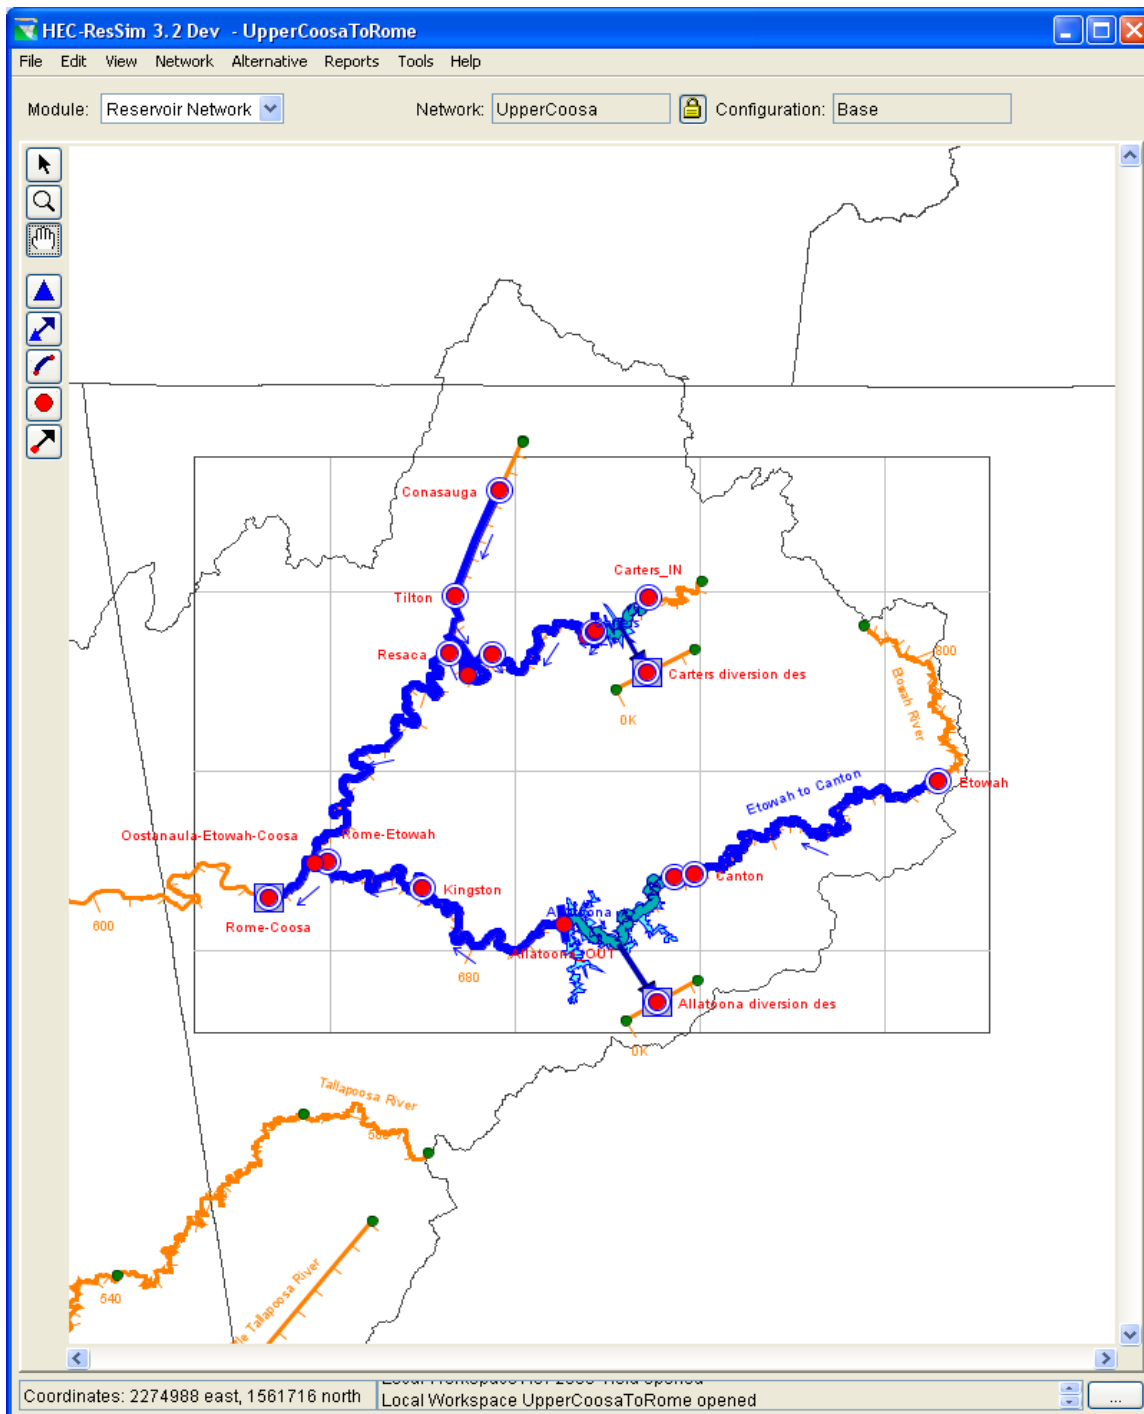 HEC-ResSim 3.2 Dev - UpperCoosaToRome
File Edit View Network Alternative Reports Tools Help
Module: Reservoir Network Network: UpperCoosa Configuration: Base
Conasauga
Carters_IN
Tilton
Resaca
Carters diversion des
0K
800
Etowah River
Etowah to Canton
Etowah
Oostanaula-Etowah-Coosa
Rome-Etowah
Canton
Kingston
600
Rome-Coosa
Allatoona
Allatoona_OUT
680
Allatoona diversion des
0K
Tallapoosa River
540
Tallapoosa River
Coordinates: 2274988 east, 1561716 north
Local Workspace UpperCoosaToRome opened
...